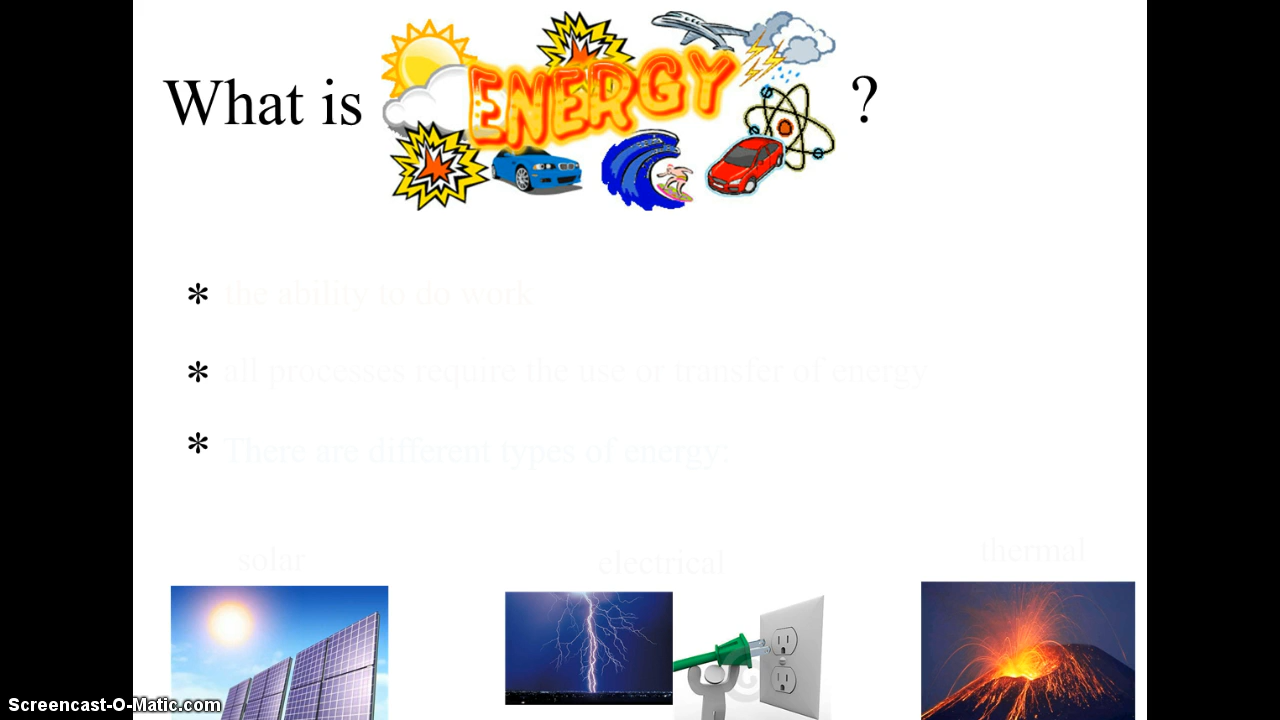 What is ENERGY ?
* the ability to do work
* all processes require the use or transfer of energy
* There are different types of energy:
solar electrical thermal
Screencast-O-Matic.com